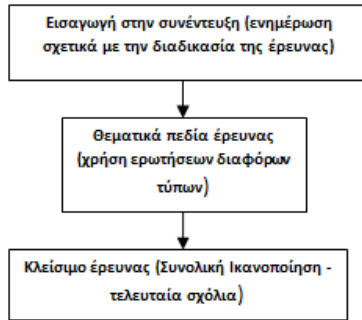 Εισαγωγή στην συνέντευξη (ενημέρωση
σχετικά με την διαδικασία της έρευνας)
Θεματικά πεδία έρευνας
(χρήση ερωτήσεων διαφόρων
τύπων)
Κλείσιμο έρευνας (Συνολική Ικανοποίηση -
τελευταία σχόλια)